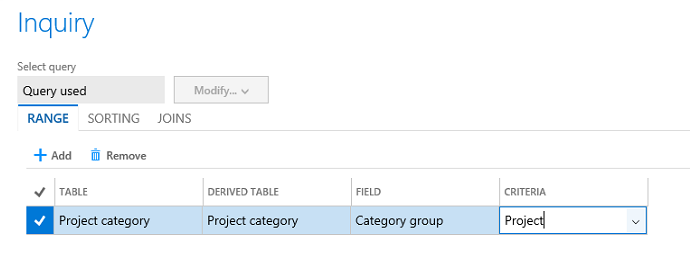 Inquiry
Select query
Query used
Modify...
RANGE SORTING JOINS
Add Remove
TABLE DERIVED TABLE FIELD CRITERIA
Project category Project category Category group Project